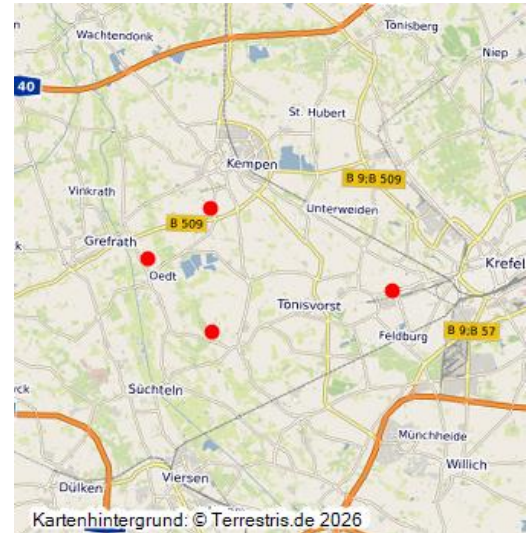 Wachtendonk
Tönisberg
Niep
40
St. Hubert
Kempen
B 9;B 509
Vinkrath
Unterweiden
B 509
Grefrath
Krefel
Oedt
Tönisvorst
Feldburg
B 9;B 57
Süchteln
Münchheide
Willich
Viersen
Dülken
Kartenhintergrund: © Terrestris.de 2026